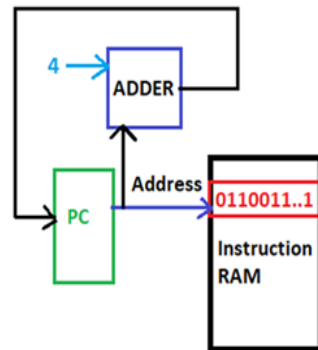 4
ADDER
Address
PC
0110011..1
Instruction
RAM